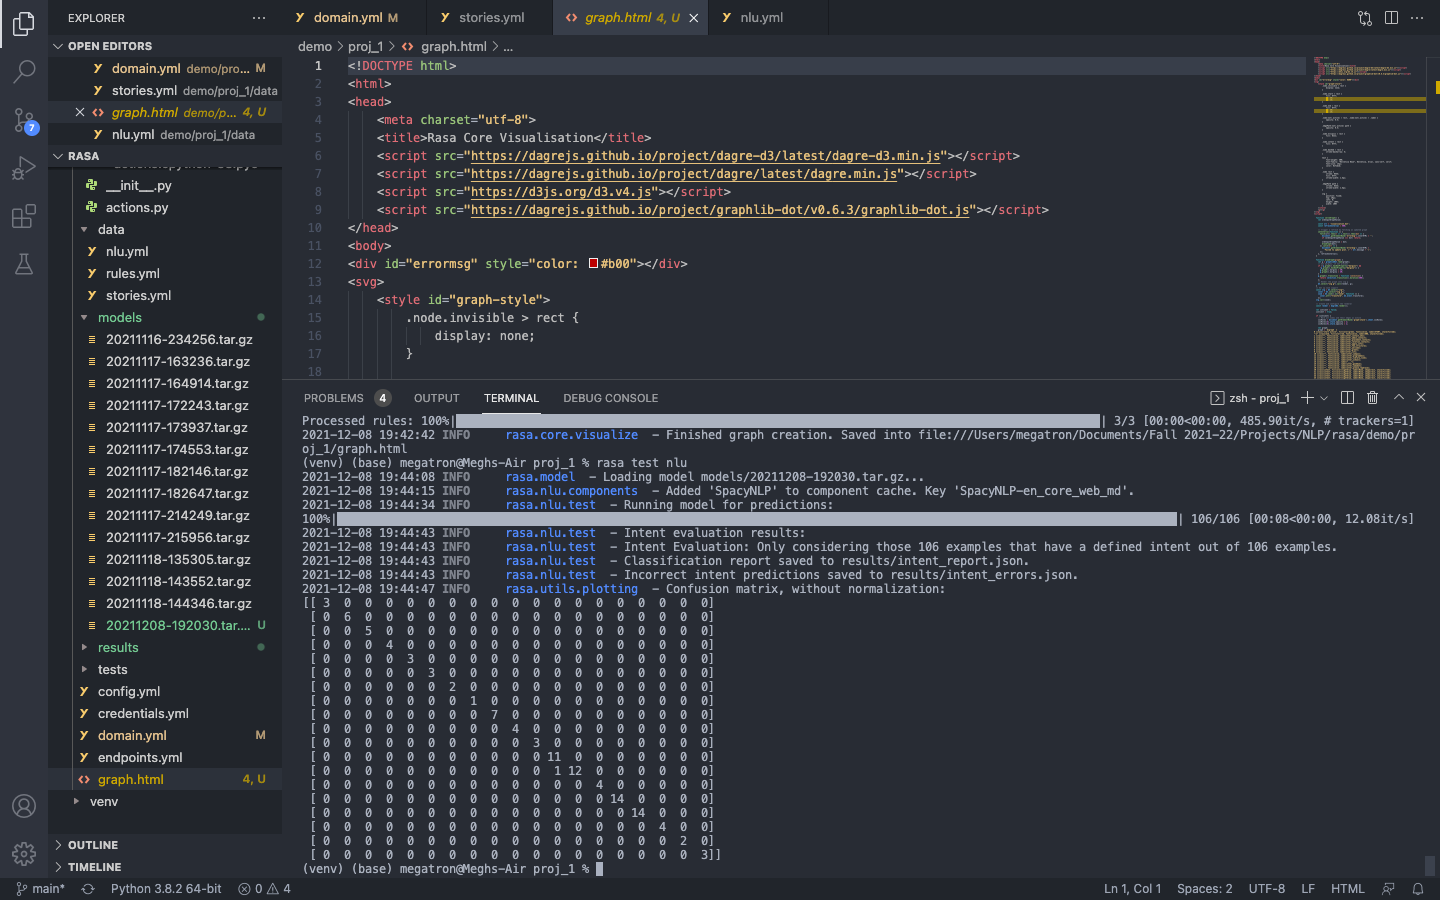 EXPLORER
OPEN EDITORS
domain.yml demo/pro... M
stories.yml demo/proj_1/data
graph.html demo/p... 4, U
nlu.yml demo/proj_1/data
RASA
__init__.py
actions.py
data
nlu.yml
rules.yml
stories.yml
models
20211116-234256.tar.gz
20211117-163236.tar.gz
20211117-164914.tar.gz
20211117-172243.tar.gz
20211117-173937.tar.gz
20211117-174553.tar.gz
20211117-182146.tar.gz
20211117-182647.tar.gz
20211117-214249.tar.gz
20211117-215956.tar.gz
20211118-135305.tar.gz
20211118-143552.tar.gz
20211118-144346.tar.gz
20211208-192030.tar.... U
results
tests
config.yml
credentials.yml
domain.yml M
endpoints.yml
graph.html 4, U
venv
OUTLINE
TIMELINE
7
domain.yml M stories.yml graph.html 4, U nlu.yml
demo > proj_1 > graph.html > ...
1 <!DOCTYPE html>
2 <html>
3 <head>
4 <meta charset="utf-8">
5 <title>Rasa Core Visualisation</title>
6 <script src="https://dagrejs.github.io/project/dagre-d3/latest/dagre-d3.min.js"></script>
7 <script src="https://dagrejs.github.io/project/dagre/latest/dagre.min.js"></script>
8 <script src="https://d3js.org/d3.v4.js"></script>
9 <script src="https://dagrejs.github.io/project/graphlib-dot/v0.6.3/graphlib-dot.js"></script>
10 </head>
11 <body>
12 <div id="errormsg" style="color: #b00"></div>
13 <svg>
14 <style id="graph-style">
15 .node.invisible > rect {
16 display: none;
17 }
18
PROBLEMS 4 OUTPUT TERMINAL DEBUG CONSOLE zsh - proj_1
Processed rules: 100%| | 3/3 [00:00<00:00, 485.90it/s, # trackers=1]
2021-12-08 19:42:42 INFO rasa.core.visualize - Finished graph creation. Saved into file:///Users/megatron/Documents/Fall 2021-22/Projects/NLP/rasa/demo/pr
oj_1/graph.html
(venv) (base) megatron@Meghs-Air proj_1 % rasa test nlu
2021-12-08 19:44:08 INFO rasa.model - Loading model models/20211208-192030.tar.gz...
2021-12-08 19:44:15 INFO rasa.nlu.components - Added 'SpacyNLP' to component cache. Key 'SpacyNLP-en_core_web_md'.
2021-12-08 19:44:34 INFO rasa.nlu.test - Running model for predictions:
100%| | 106/106 [00:08<00:00, 12.08it/s]
2021-12-08 19:44:43 INFO rasa.nlu.test - Intent evaluation results:
2021-12-08 19:44:43 INFO rasa.nlu.test - Intent Evaluation: Only considering those 106 examples that have a defined intent out of 106 examples.
2021-12-08 19:44:43 INFO rasa.nlu.test - Classification report saved to results/intent_report.json.
2021-12-08 19:44:43 INFO rasa.nlu.test - Incorrect intent predictions saved to results/intent_errors.json.
2021-12-08 19:44:47 INFO rasa.utils.plotting - Confusion matrix, without normalization:
[[ 3 0 0 0 0 0 0 0 0 0 0 0 0 0 0 0 0 0 0]
[ 0 6 0 0 0 0 0 0 0 0 0 0 0 0 0 0 0 0 0]
[ 0 0 5 0 0 0 0 0 0 0 0 0 0 0 0 0 0 0 0]
[ 0 0 0 4 0 0 0 0 0 0 0 0 0 0 0 0 0 0 0]
[ 0 0 0 0 3 0 0 0 0 0 0 0 0 0 0 0 0 0 0]
[ 0 0 0 0 0 3 0 0 0 0 0 0 0 0 0 0 0 0 0]
[ 0 0 0 0 0 0 2 0 0 0 0 0 0 0 0 0 0 0 0]
[ 0 0 0 0 0 0 0 1 0 0 0 0 0 0 0 0 0 0 0]
[ 0 0 0 0 0 0 0 0 7 0 0 0 0 0 0 0 0 0 0]
[ 0 0 0 0 0 0 0 0 0 4 0 0 0 0 0 0 0 0 0]
[ 0 0 0 0 0 0 0 0 0 0 3 0 0 0 0 0 0 0 0]
[ 0 0 0 0 0 0 0 0 0 0 0 11 0 0 0 0 0 0 0]
[ 0 0 0 0 0 0 0 0 0 0 0 1 12 0 0 0 0 0 0]
[ 0 0 0 0 0 0 0 0 0 0 0 0 0 4 0 0 0 0 0]
[ 0 0 0 0 0 0 0 0 0 0 0 0 0 0 14 0 0 0 0]
[ 0 0 0 0 0 0 0 0 0 0 0 0 0 0 0 14 0 0 0]
[ 0 0 0 0 0 0 0 0 0 0 0 0 0 0 0 0 4 0 0]
[ 0 0 0 0 0 0 0 0 0 0 0 0 0 0 0 0 0 2 0]
[ 0 0 0 0 0 0 0 0 0 0 0 0 0 0 0 0 0 0 3]]
(venv) (base) megatron@Meghs-Air proj_1 %
main* Python 3.8.2 64-bit 0 4 Ln 1, Col 1 Spaces: 2 UTF-8 LF HTML